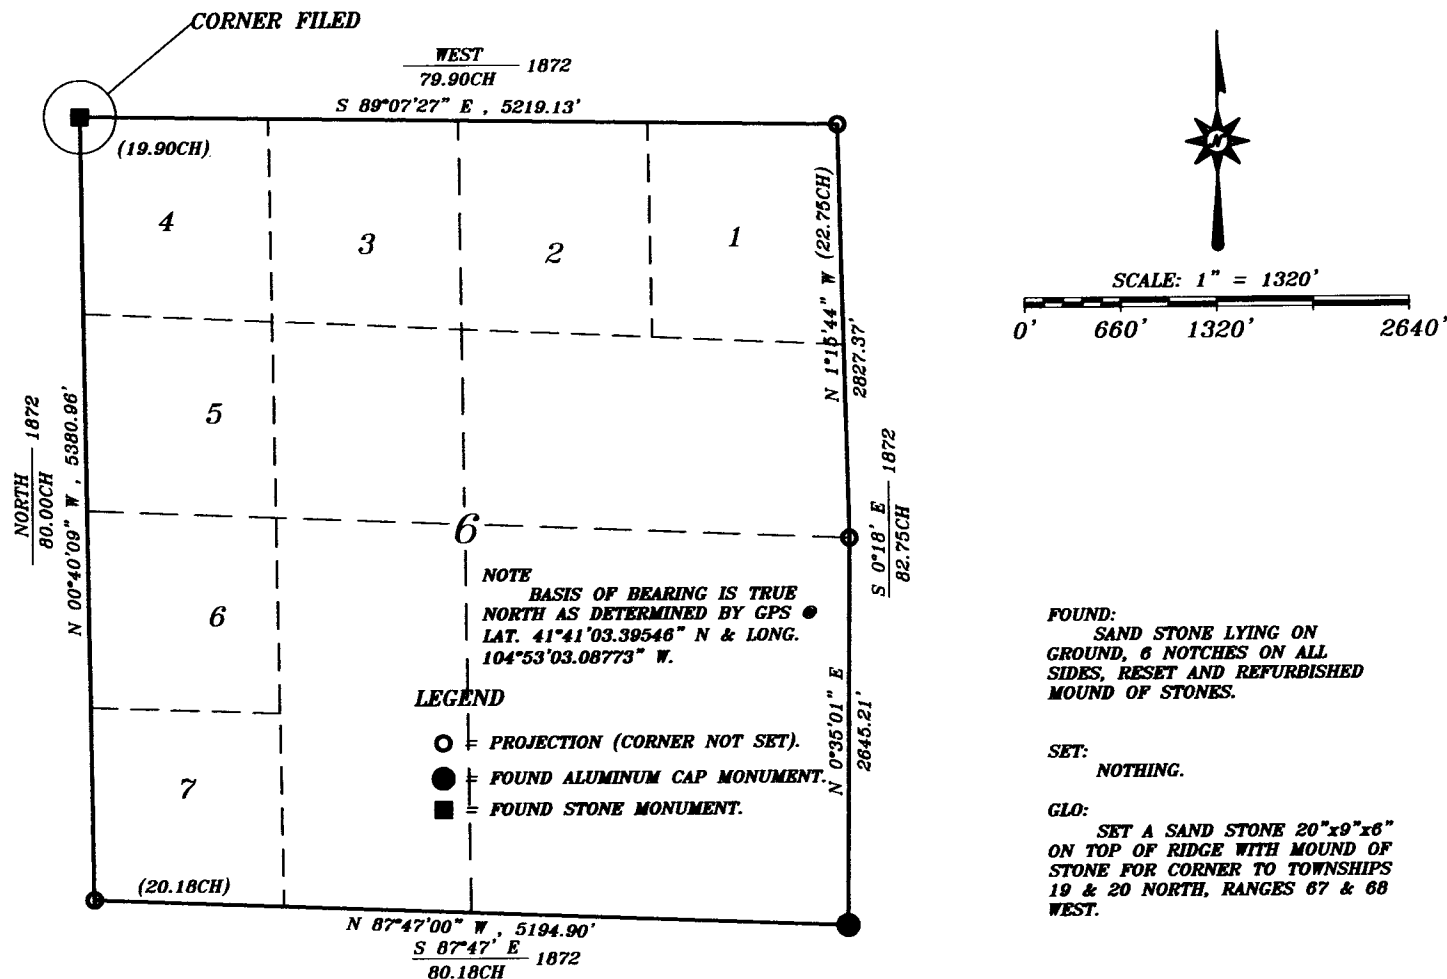 CORNER FILED
WEST
79.90CH
1872
S 89°07'27" E , 5219.13'
(19.90CH)
4
3
2
1
N 1°15'44" W (22.75CH)
2827.37'
SCALE: 1" = 1320'
0' 660' 1320' 2640'
N
NORTH
80.00CH
1872
N 00°40'09" W , 5380.96'
5
6
S 0°18' E
82.75CH
1872
6
NOTE
BASIS OF BEARING IS TRUE
NORTH AS DETERMINED BY GPS @
LAT. 41°41'03.39546" N & LONG.
104°53'03.08773" W.
LEGEND
= PROJECTION (CORNER NOT SET).
= FOUND ALUMINUM CAP MONUMENT.
= FOUND STONE MONUMENT.
N 0°35'01" E
2645.21'
7
(20.18CH)
N 87°47'00" W , 5194.90'
S 87°47' E
80.18CH
1872
FOUND:
SAND STONE LYING ON
GROUND, 6 NOTCHES ON ALL
SIDES, RESET AND REFURBISHED
MOUND OF STONES.
SET:
NOTHING.
GLO:
SET A SAND STONE 20"x9"x6"
ON TOP OF RIDGE WITH MOUND OF
STONE FOR CORNER TO TOWNSHIPS
19 & 20 NORTH, RANGES 67 & 68
WEST.